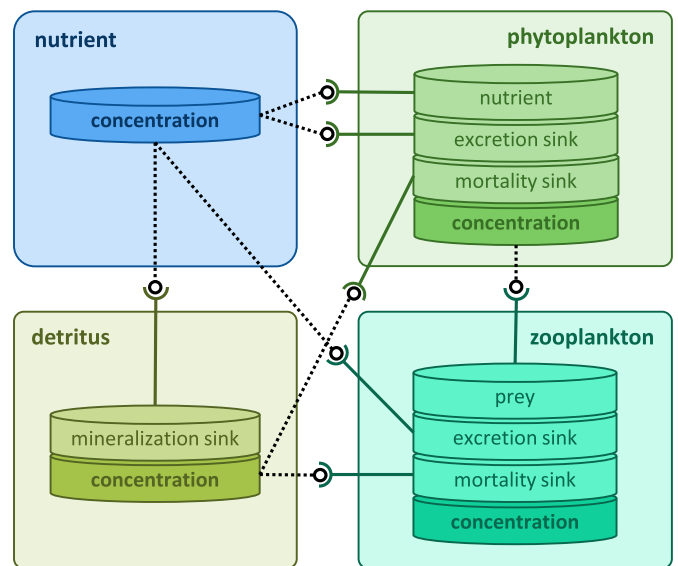 nutrient
concentration
phytoplankton
nutrient
excretion sink
mortality sink
concentration
detritus
mineralization sink
concentration
zooplankton
prey
excretion sink
mortality sink
concentration